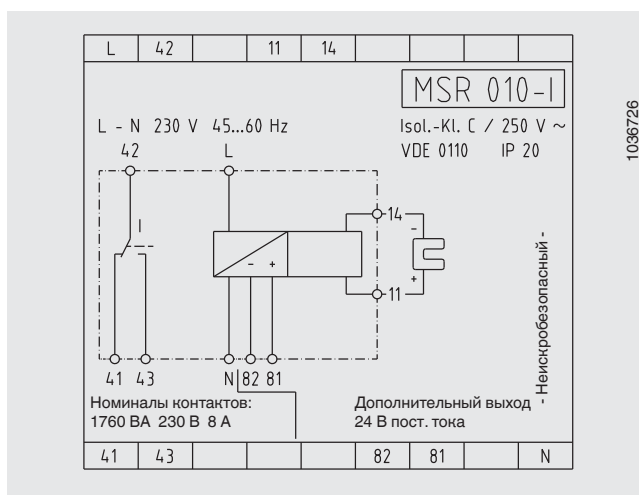 L 42 11 14
MSR 010-I
L - N 230 V 45...60 Hz
Isol.-Kl. C / 250 V ~
VDE 0110 IP 20
42 L
I
14
-
- +
+
11
41 43 N 82 81
Номиналы контактов:
1760 ВА 230 В 8 А
Дополнительный выход
24 В пост. тока
- Неискробезопасный -
41 43 82 81 N
1036726